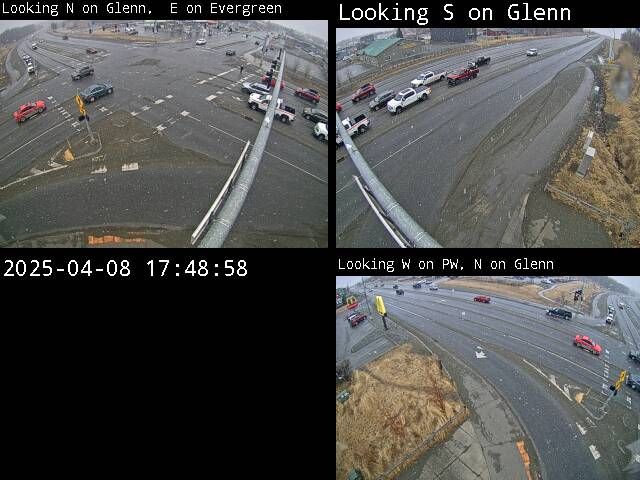 Looking N on Glenn,  E on Evergreen
Looking S on Glenn
2025-04-08 17:48:58
Looking W on PW, N on Glenn